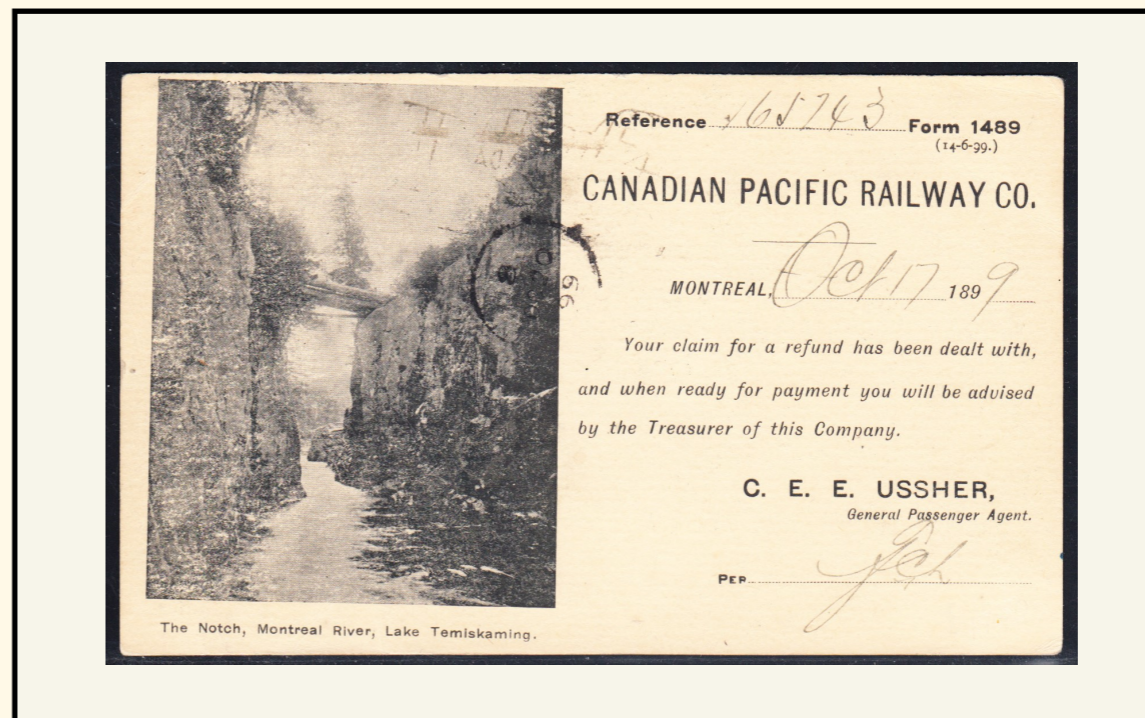 Reference 165743 Form 1489
(14-6-99.)
CANADIAN PACIFIC RAILWAY CO.
MONTREAL, Oct 17 1899
Your claim for a refund has been dealt with,
and when ready for payment you will be advised
by the Treasurer of this Company.
C. E. E. USSHER,
General Passenger Agent.
PER
The Notch, Montreal River, Lake Temiskaming.